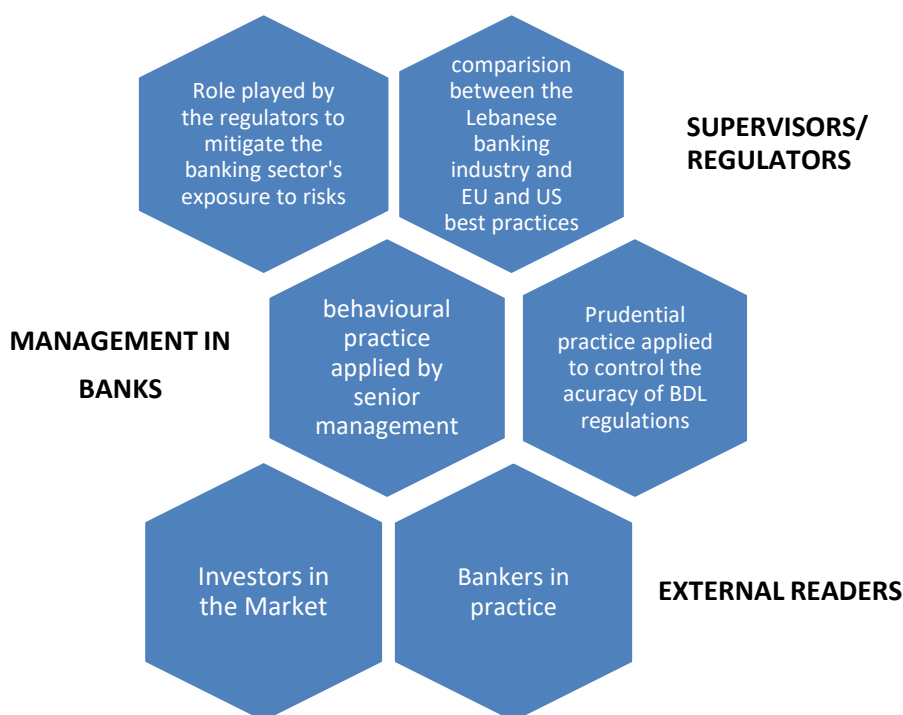 Role played by
the regulators to
mitigate the
banking sector's
exposure to risks
comparision
between the
Lebanese
banking
industry and
EU and US
best practices
SUPERVISORS/
REGULATORS
MANAGEMENT IN
BANKS
behavioural
practice
applied by
senior
management
Prudential
practice applied
to control the
acuracy of BDL
regulations
Investors in
the Market
Bankers in
practice
EXTERNAL READERS